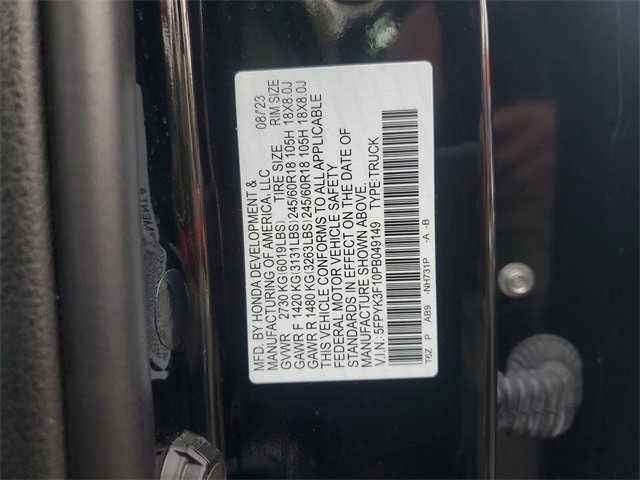 MFD. BY HONDA DEVELOPMENT & 08/23
MANUFACTURING OF AMERICA, LLC
GVWR 2730 KG(6019LBS) TIRE SIZE RIM SIZE
GAWR F 1420 KG(3131LBS)245/60R18 105H 18X8.0J
GAWR R 1480 KG(3263LBS)245/60R18 105H 18X8.0J
THIS VEHICLE CONFORMS TO ALL APPLICABLE
FEDERAL MOTOR VEHICLE SAFETY
STANDARDS IN EFFECT ON THE DATE OF
MANUFACTURE SHOWN ABOVE.
V.I.N.:5FPYK3F10PB049149 TYPE:TRUCK
T6Z P AB9 -NH731P -A -B